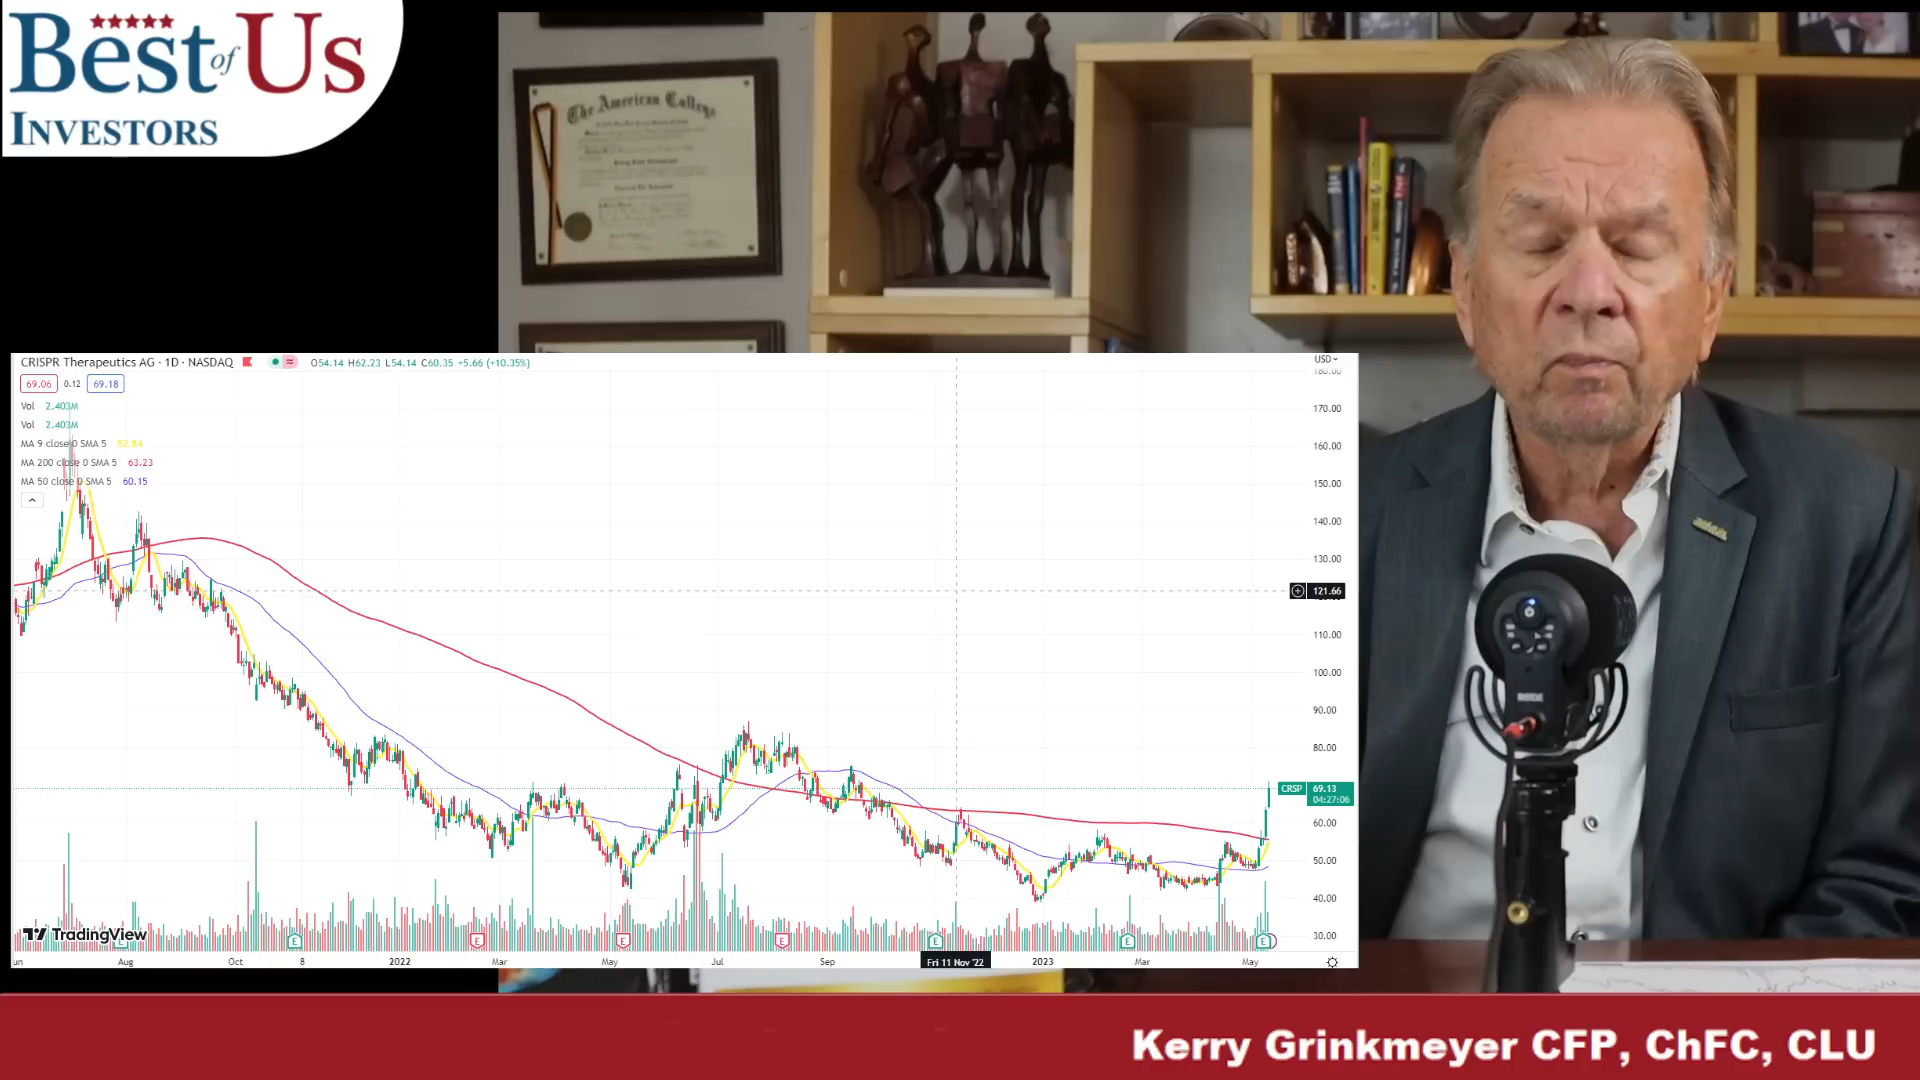 Best of Us
INVESTORS
The American College
CRISPR Therapeutics AG · 1D · NASDAQ
O54.14 H62.23 L54.14 C60.35 +5.66 (+10.35%)
USD
69.06 0.12 69.18
Vol 2.403M
Vol 2.403M
MA 9 close 0 SMA 5 52.84
MA 200 close 0 SMA 5 63.23
MA 50 close 0 SMA 5 60.15
180.00
170.00
160.00
150.00
140.00
130.00
121.66
110.00
100.00
90.00
80.00
CRSP 69.13
04:27:06
60.00
50.00
40.00
30.00
TradingView
E E E E E E E
un Aug Oct 8 2022 Mar May Jul Sep Fri 11 Nov '22 2023 Mar May
RODE
Kerry Grinkmeyer CFP, ChFC, CLU